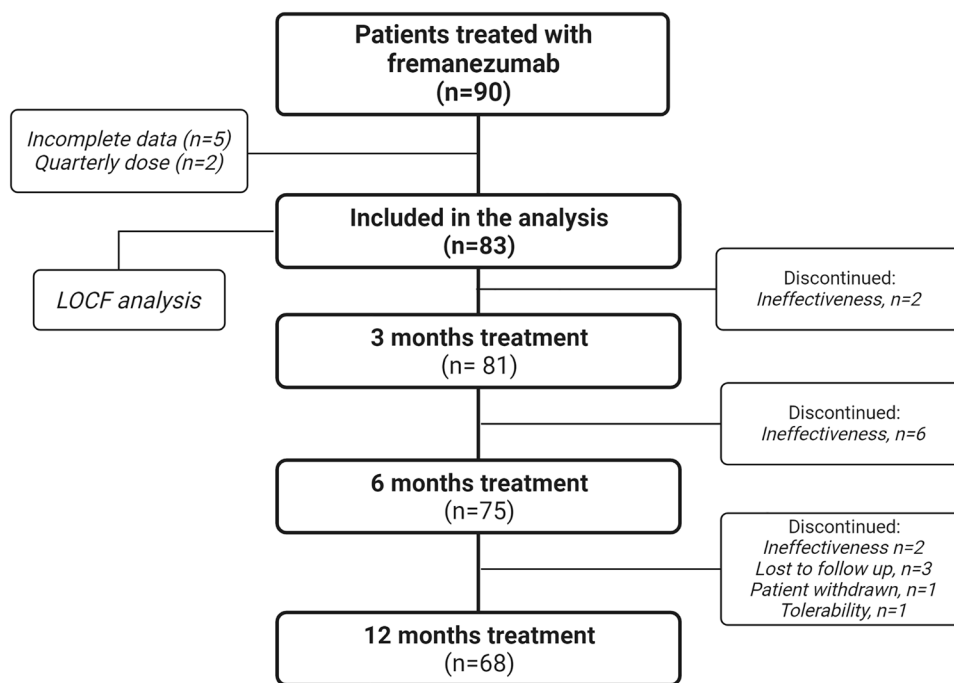 Patients treated with
fremanezumab
(n=90)
Incomplete data (n=5)
Quarterly dose (n=2)
Included in the analysis
(n=83)
LOCF analysis
Discontinued:
Ineffectiveness, n=2
3 months treatment
(n= 81)
Discontinued:
Ineffectiveness, n=6
6 months treatment
(n=75)
Discontinued:
Ineffectiveness n=2
Lost to follow up, n=3
Patient withdrawn, n=1
Tolerability, n=1
12 months treatment
(n=68)